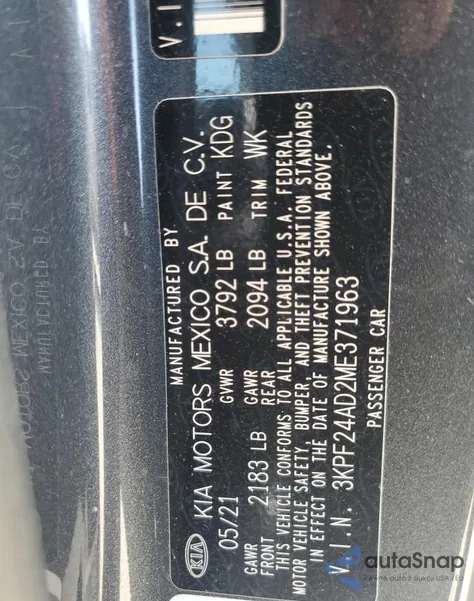 V.I
MANUFACTURED BY
KIA KIA MOTORS MEXICO S.A. DE C.V.
05/21 GVWR 3792 LB PAINT KDG
GAWR FRONT 2183 LB GAWR REAR 2094 LB TRIM WK
THIS VEHICLE CONFORMS TO ALL APPLICABLE U.S.A. FEDERAL
MOTOR VEHICLE SAFETY, BUMPER, AND THEFT PREVENTION STANDARDS
IN EFFECT ON THE DATE OF MANUFACTURE SHOWN ABOVE.
V.I.N. 3KPF24AD2ME371963
PASSENGER CAR
autoSnap